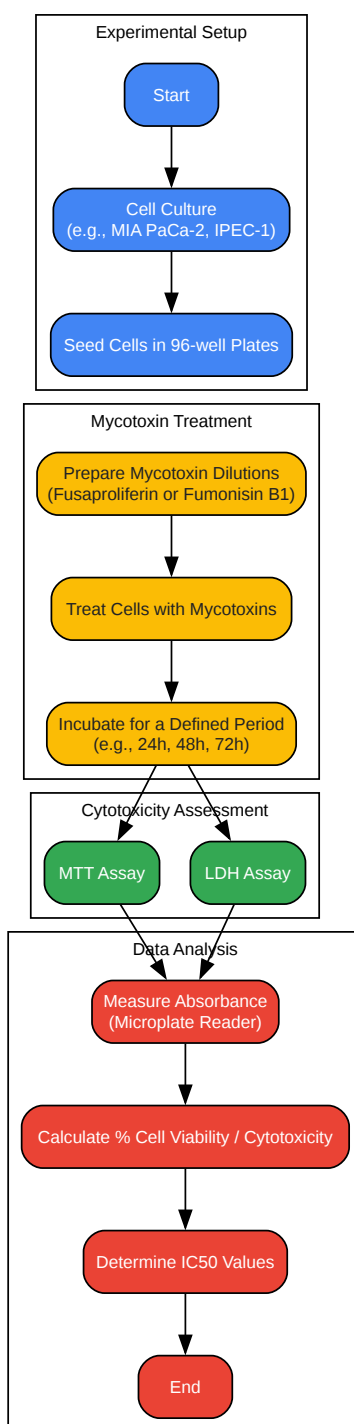 Experimental Setup
Start
Cell Culture
(e.g., MIA PaCa-2, IPEC-1)
Seed Cells in 96-well Plates
Mycotoxin Treatment
Prepare Mycotoxin Dilutions
(Fusaproliferin or Fumonisin B1)
Treat Cells with Mycotoxins
Incubate for a Defined Period
(e.g., 24h, 48h, 72h)
Cytotoxicity Assessment
MTT Assay
LDH Assay
Data Analysis
Measure Absorbance
(Microplate Reader)
Calculate % Cell Viability / Cytotoxicity
Determine IC50 Values
End